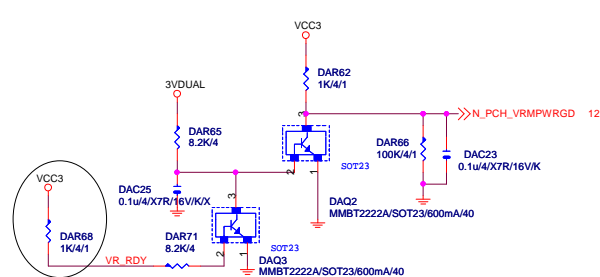 VCC3
DAR62
1K/4/1
3VDUAL
3
N_PCH_VRMPWRGD 12
DAR65
8.2K/4
DAR66
100K/4/1
DAC23
0.1u/4/X7R/16V/K
SOT23
2
1
VCC3
DAC25
0.1u/4/X7R/16V/K/X
3
DAQ2
MMBT2222A/SOT23/600mA/40
DAR68
1K/4/1
DAR71
8.2K/4
VR_RDY
SOT23
2
1
DAQ3
MMBT2222A/SOT23/600mA/40